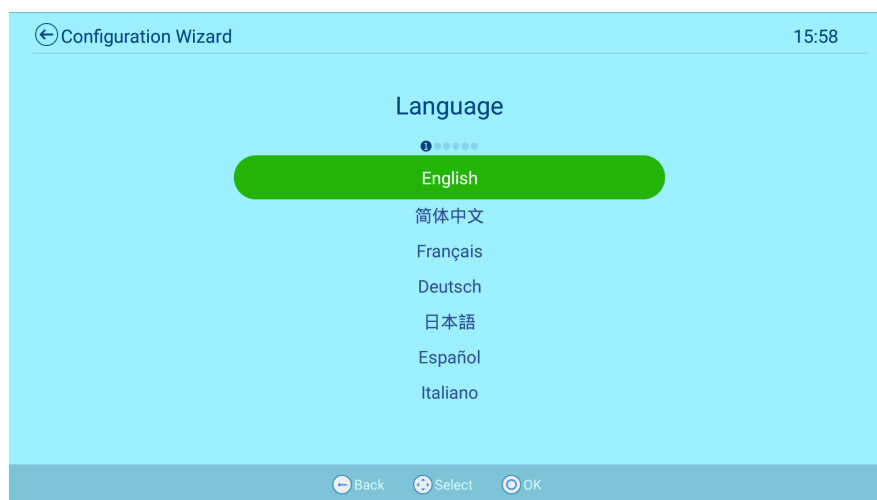 Configuration Wizard 15:58
Language
1
English
简体中文
Français
Deutsch
日本語
Español
Italiano
Back Select OK